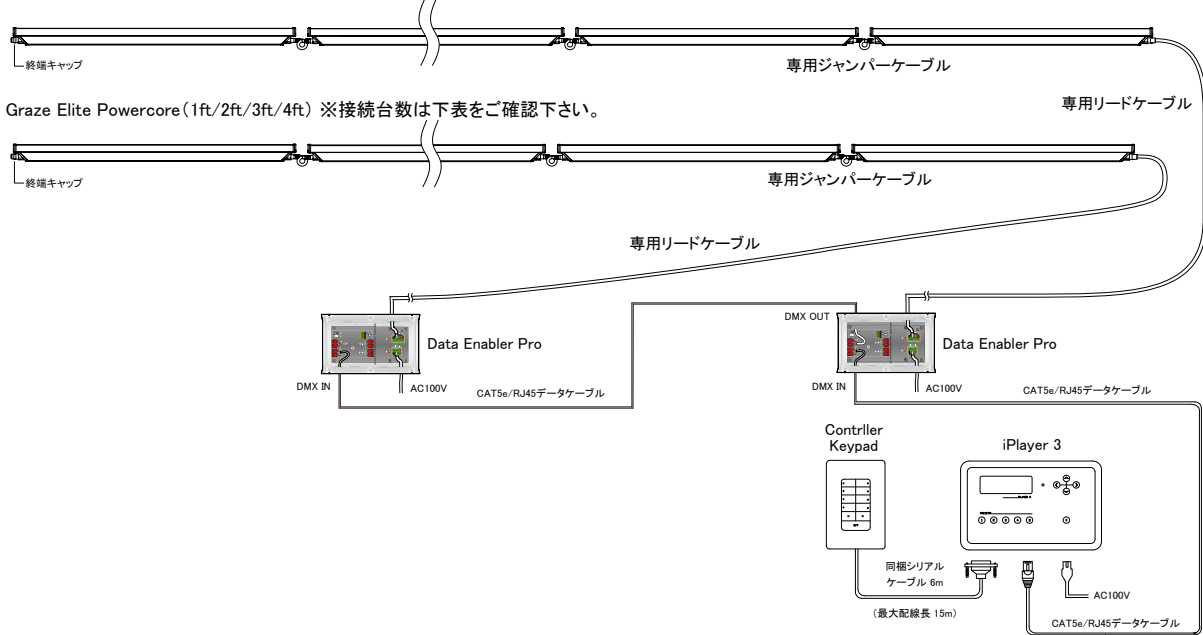 終端キャップ
専用ジャンパーケーブル
専用リードケーブル
Graze Elite Powercore（1ft/2ft/3ft/4ft） ※接続台数は下表をご確認下さい。
終端キャップ
専用ジャンパーケーブル
専用リードケーブル
DMX OUT
Data Enabler Pro
Data Enabler Pro
DMX IN
AC100V
CAT5e/RJ45データケーブル
DMX IN
AC100V
CAT5e/RJ45データケーブル
Contrller
Keypad
iPlayer 3
同梱シリアル
ケーブル 6m
（最大配線長 15m）
AC100V
CAT5e/RJ45データケーブル